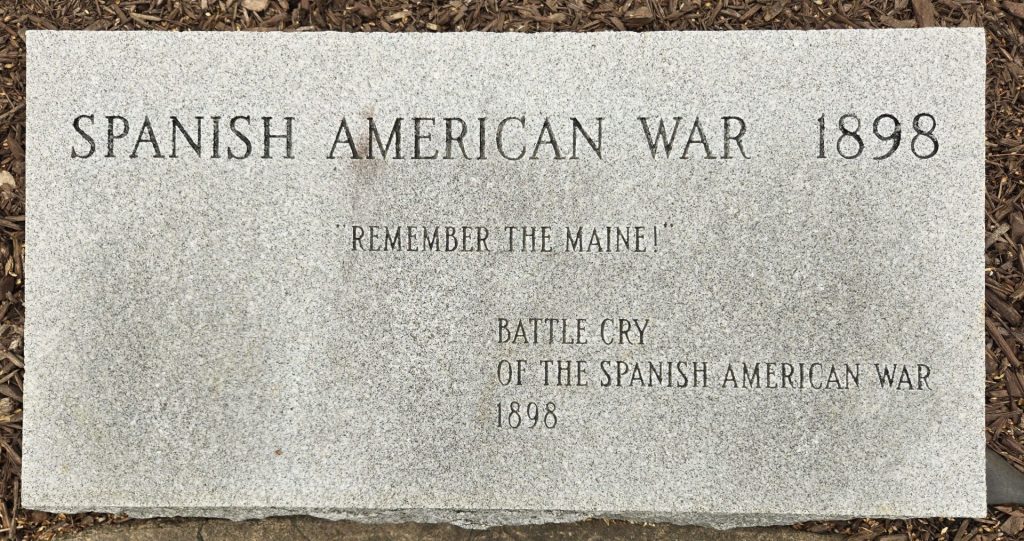 SPANISH AMERICAN WAR 1898
"REMEMBER THE MAINE!"
BATTLE CRY
OF THE SPANISH AMERICAN WAR
1898